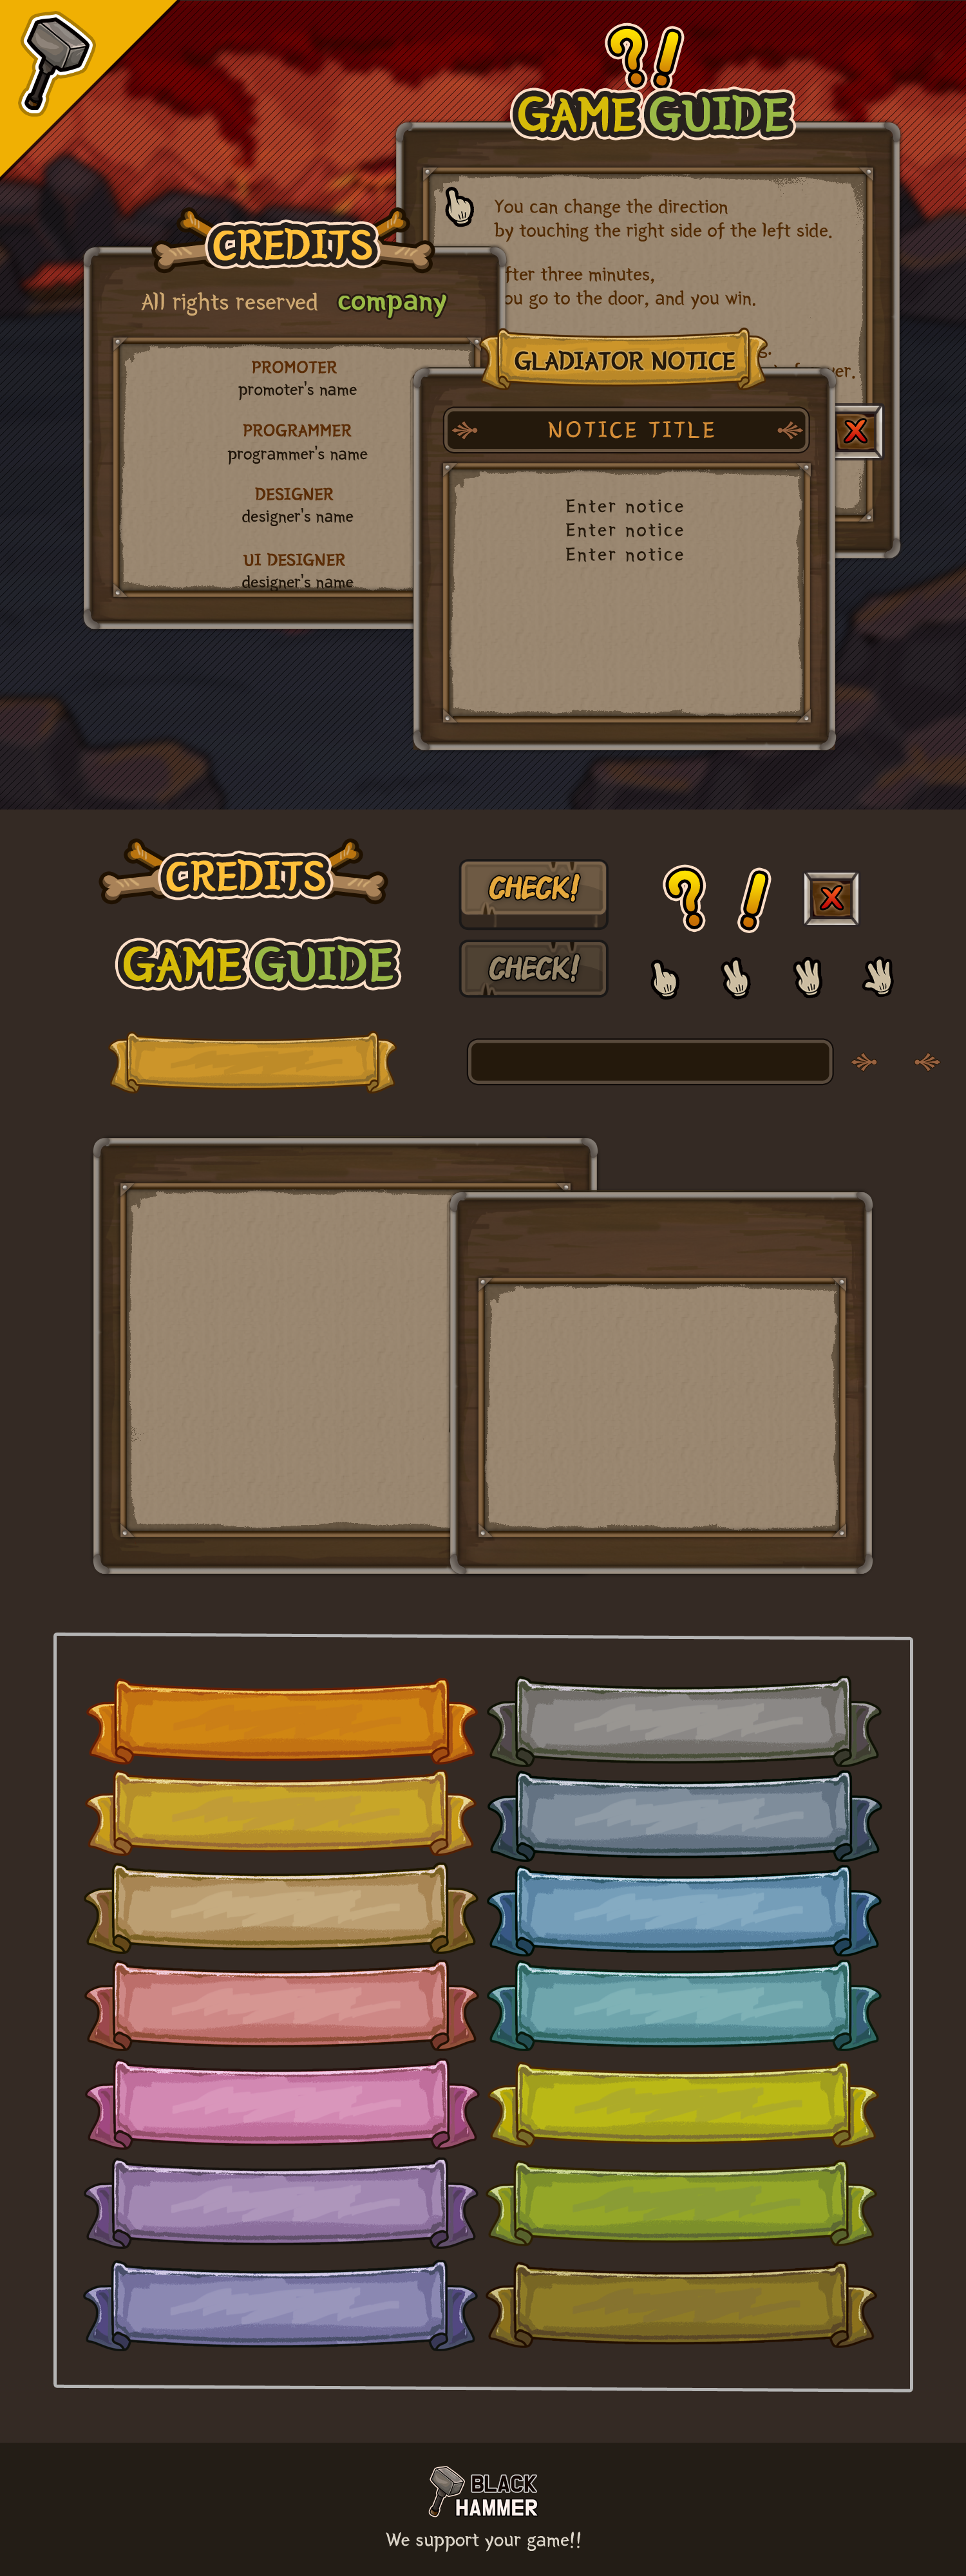 GAME GUIDE
You can change the direction
by touching the right side of the left side.
three minutes,
go to the door, and you win.
CREDITS
All rights reserved company
PROMOTER
promoter's name
PROGRAMMER
programmer's name
DESIGNER
designer's name
UI DESIGNER
designer's name
GLADIATOR NOTICE
NOTICE TITLE
Enter notice
Enter notice
Enter notice
X
CREDITS
CHECK!
? !
X
GAME GUIDE
CHECK!
BLACK
HAMMER
We support your game!!